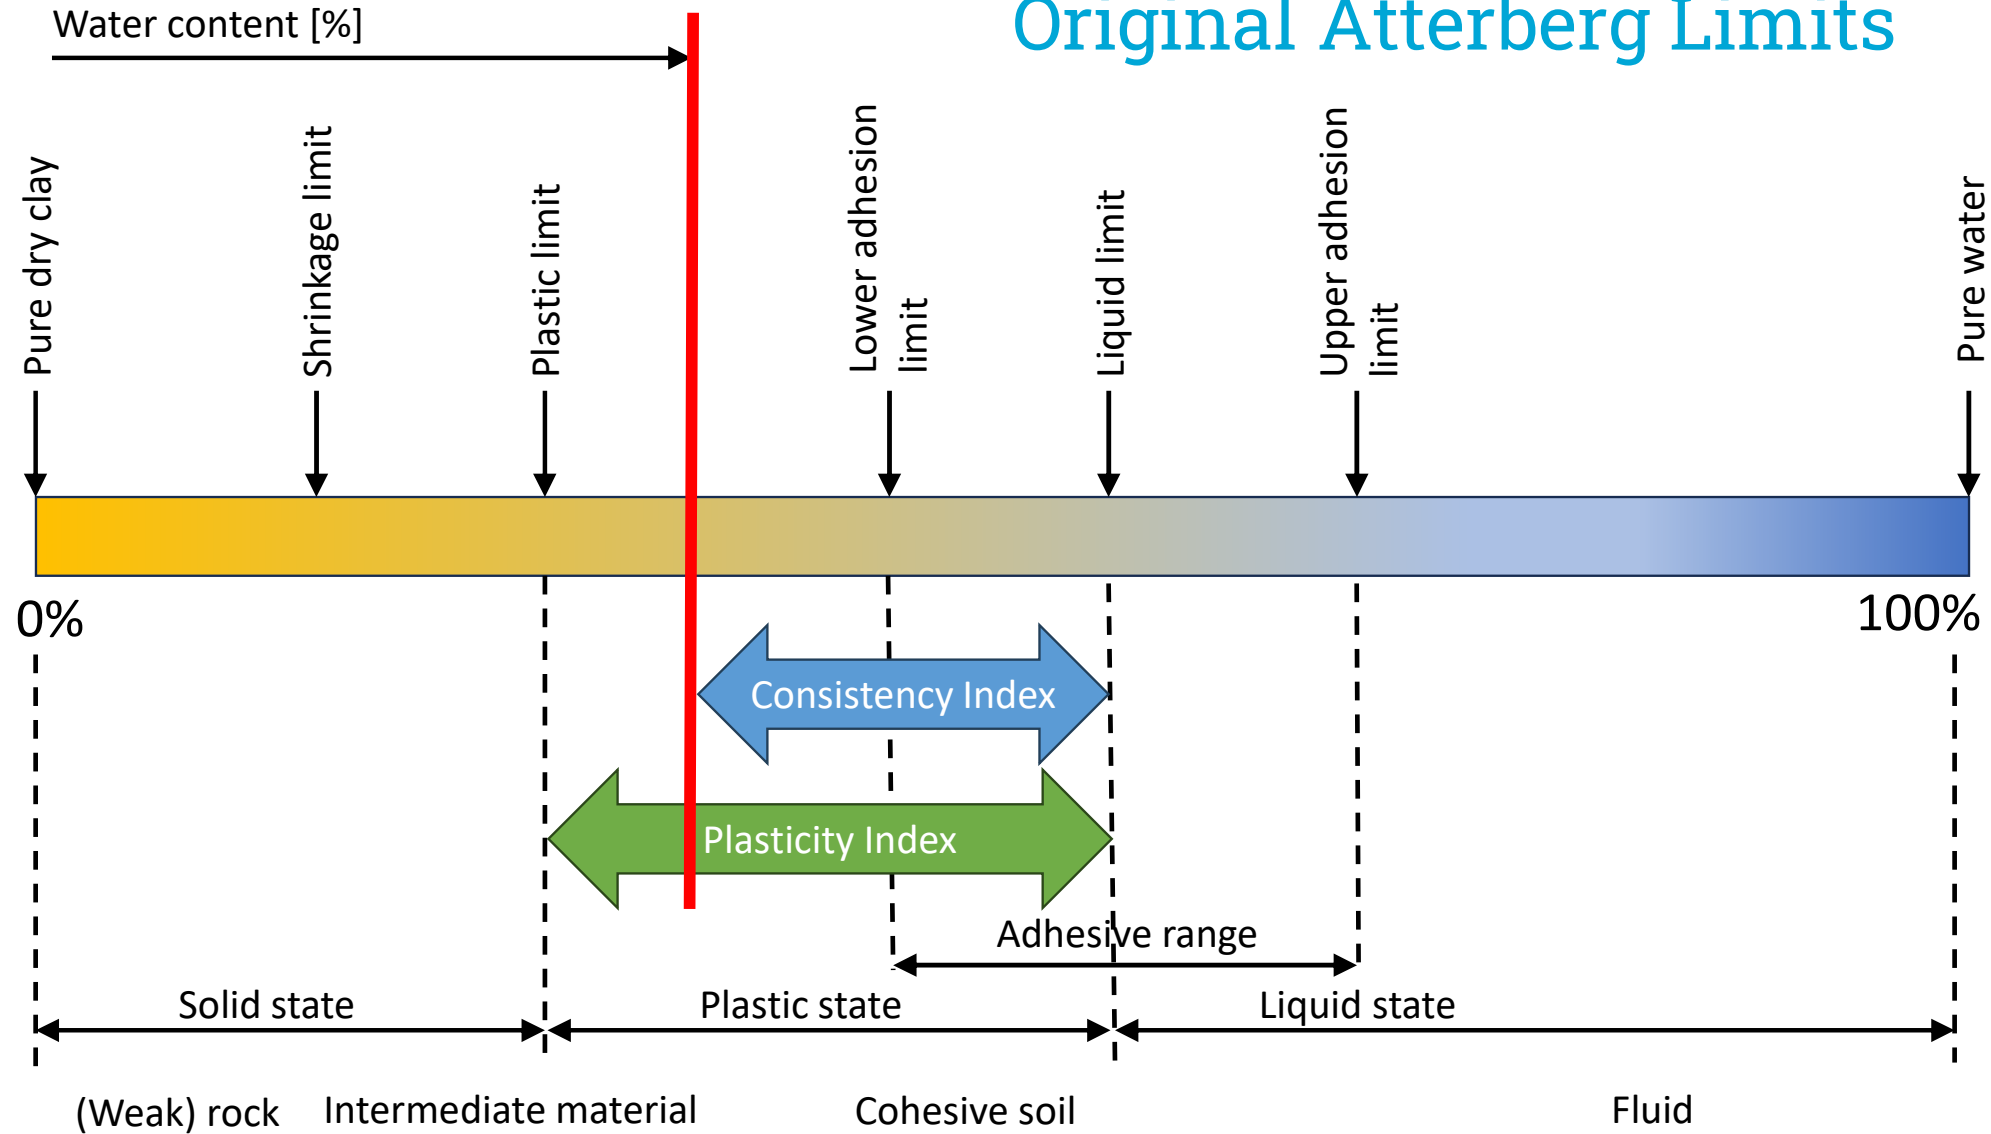 Original Atterberg Limits
Water content [%]
Pure dry clay
Shrinkage limit
Plastic limit
Lower adhesion
limit
Liquid limit
Upper adhesion
limit
Pure water
0%
100%
Consistency Index
Plasticity Index
Adhesive range
Solid state
Plastic state
Liquid state
(Weak) rock
Intermediate material
Cohesive soil
Fluid